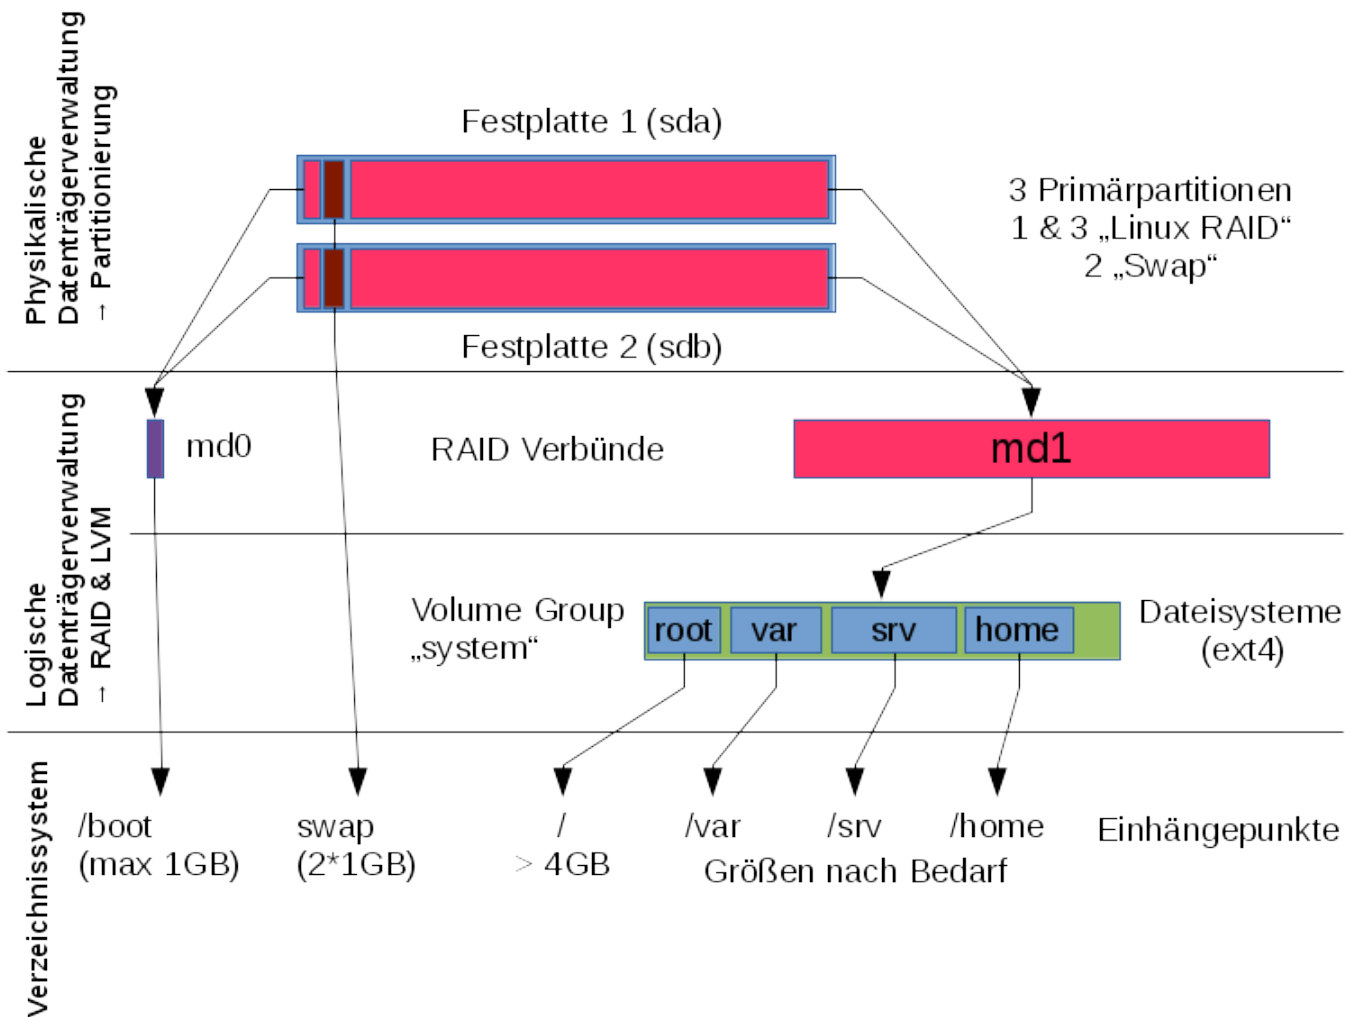 Physikalische
Datenträgerverwaltung
→ Partitionierung
Festplatte 1 (sda)
3 Primärpartitionen
1 & 3 „Linux RAID“
2 „Swap“
Festplatte 2 (sdb)
Logische
Datenträgerverwaltung
→ RAID & LVM
md0
RAID Verbünde
md1
Volume Group
„system“
root
var
srv
home
Dateisysteme
(ext4)
Verzeichnissystem
/boot
(max 1GB)
swap
(2*1GB)
/
> 4GB
/var
/srv
/home
Größen nach Bedarf
Einhängepunkte